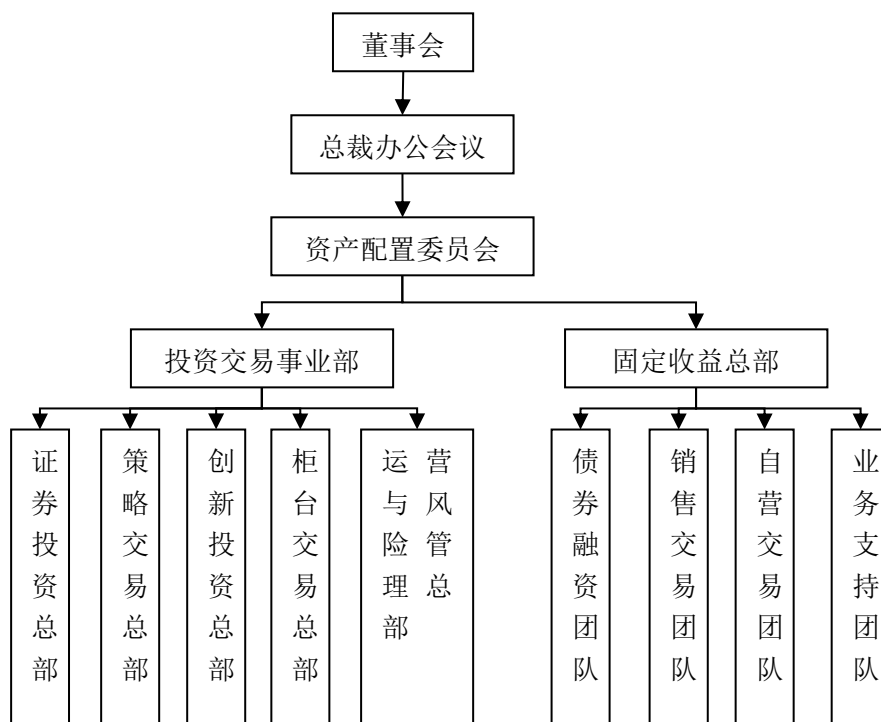 董事会
总裁办公会议
资产配置委员会
投资交易事业部
固定收益总部
证券投资总部
策略交易总部
创新投资总部
柜台交易总部
运营与风险管理总部
债券融资团队
销售交易团队
自营交易团队
业务支持团队